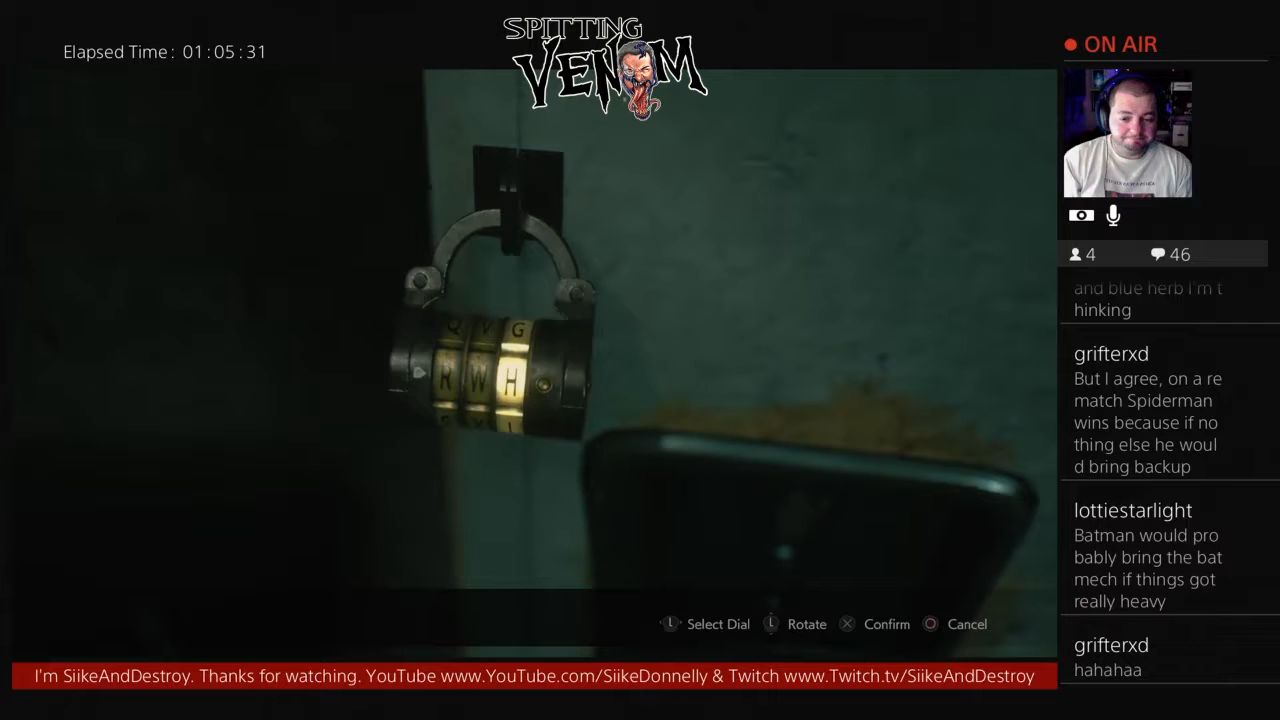 SPITTING
VENOM
Elapsed Time: 01:05:31
ON AIR
Q V G
R W H
4 46
and blue herb I'm t
hinking
grifterxd
But I agree, on a re
match Spiderman
wins because if no
thing else he woul
d bring backup
lottiestarlight
Batman would pro
bably bring the bat
mech if things got
really heavy
grifterxd
hahahaa
L Select Dial L Rotate Confirm Cancel
I'm SiikeAndDestroy. Thanks for watching. YouTube www.YouTube.com/SiikeDonnelly & Twitch www.Twitch.tv/SiikeAndDestroy